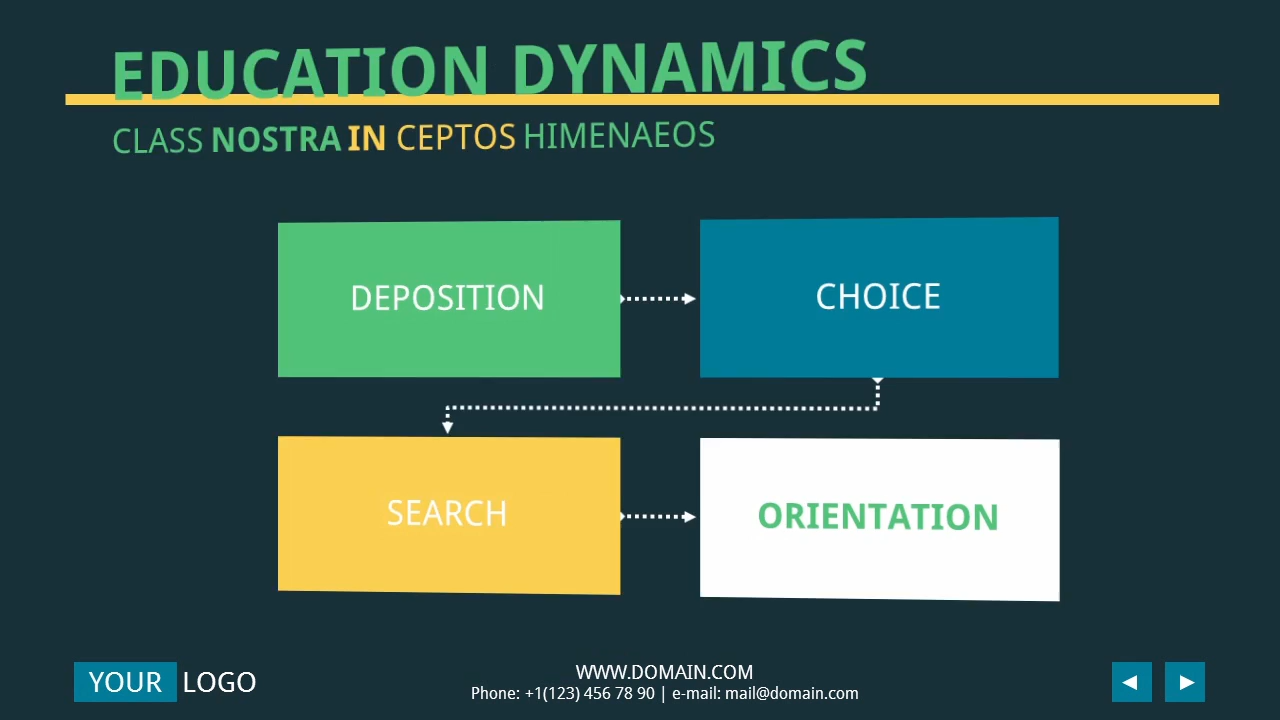 EDUCATION DYNAMICS
CLASS NOSTRA IN CEPTOS HIMENAEOS
DEPOSITION
CHOICE
SEARCH
ORIENTATION
YOUR LOGO
WWW.DOMAIN.COM
Phone: +1(123) 456 78 90 | e-mail: mail@domain.com